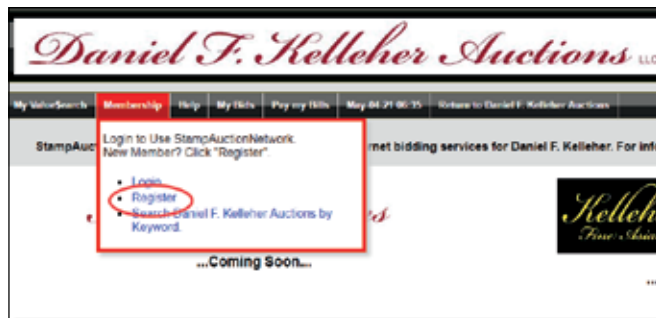 Daniel F. Kelleher Auctions LLC
My ValueSearch Membership Help My Bids Pay my Bills May-04-21 06:35 Return to Daniel F. Kelleher Auctions
Login to Use StampAuctionNetwork.
New Member? Click "Register".
StampAuc
rnet bidding services for Daniel F. Kelleher. For info
Login
Register
Search Daniel F. Kelleher Auctions by
Keyword.
Kelleh
Fine Asia
...Coming Soon...